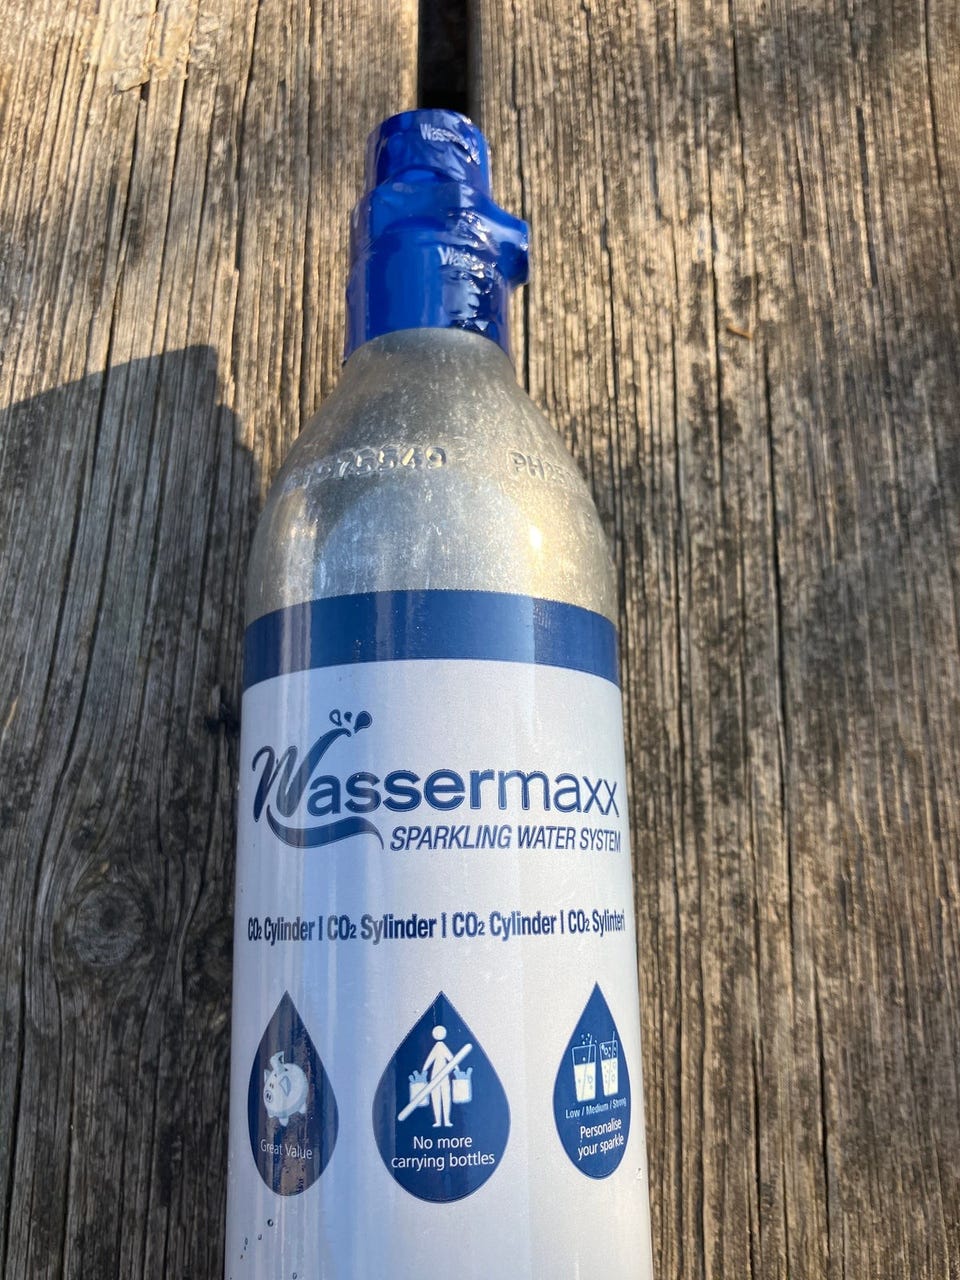 Wassermaxx
SPARKLING WATER SYSTEM
CO₂ Cylinder | CO₂ Sylinder | CO₂ Cylinder | CO₂ Sylinteri
Great Value
No more
carrying bottles
Low / Medium / Strong
Personalise
your sparkle